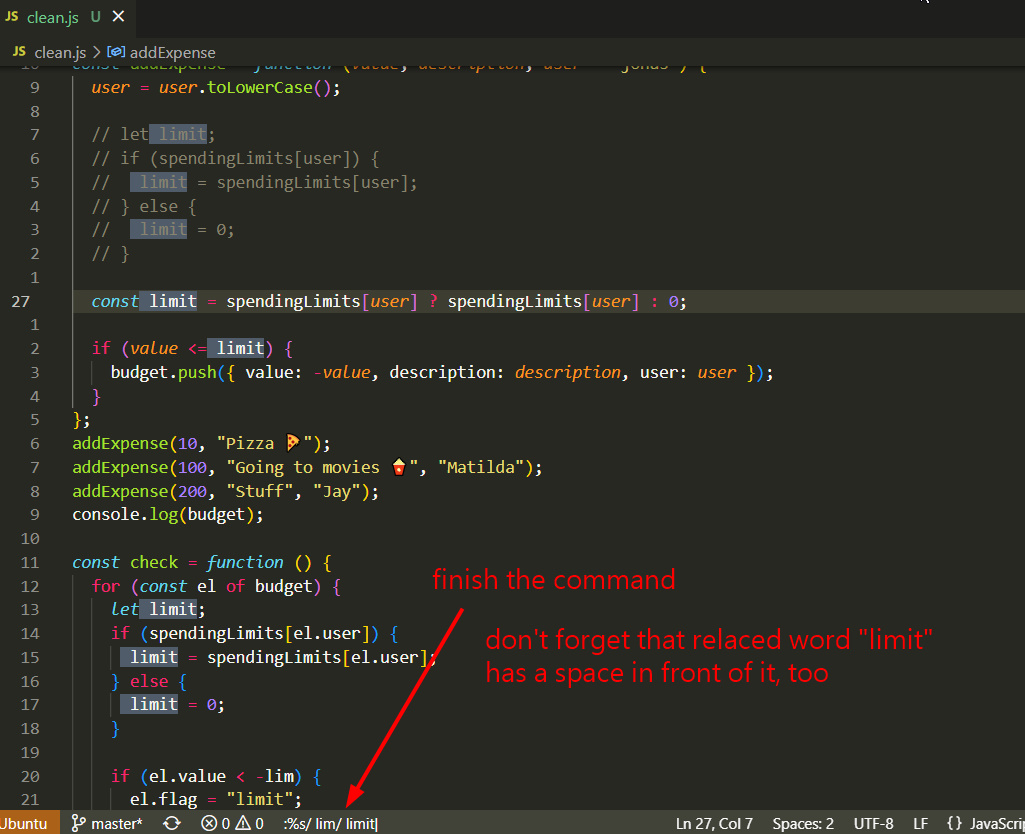 JS clean.js U ×
JS clean.js > addExpense
10 const addExpense = function (value, description, user = "jonas") {
9 user = user.toLowerCase();
8
7 // let limit;
6 // if (spendingLimits[user]) {
5 // limit = spendingLimits[user];
4 // } else {
3 // limit = 0;
2 // }
1
27 const limit = spendingLimits[user] ? spendingLimits[user] : 0;
1
2 if (value <= limit) {
3 budget.push({ value: -value, description: description, user: user });
4 }
5 };
6 addExpense(10, "Pizza 🍕");
7 addExpense(100, "Going to movies 🍿", "Matilda");
8 addExpense(200, "Stuff", "Jay");
9 console.log(budget);
10
11 const check = function () {
12 for (const el of budget) {
13 let limit;
14 if (spendingLimits[el.user]) {
15 limit = spendingLimits[el.user];
16 } else {
17 limit = 0;
18 }
19
20 if (el.value < -lim) {
21 el.flag = "limit";
finish the command
don't forget that relaced word "limit"
has a space in front of it, too
Ubuntu master* 0 0 :%s/ lim/ limit| Ln 27, Col 7 Spaces: 2 UTF-8 LF {} JavaScrip